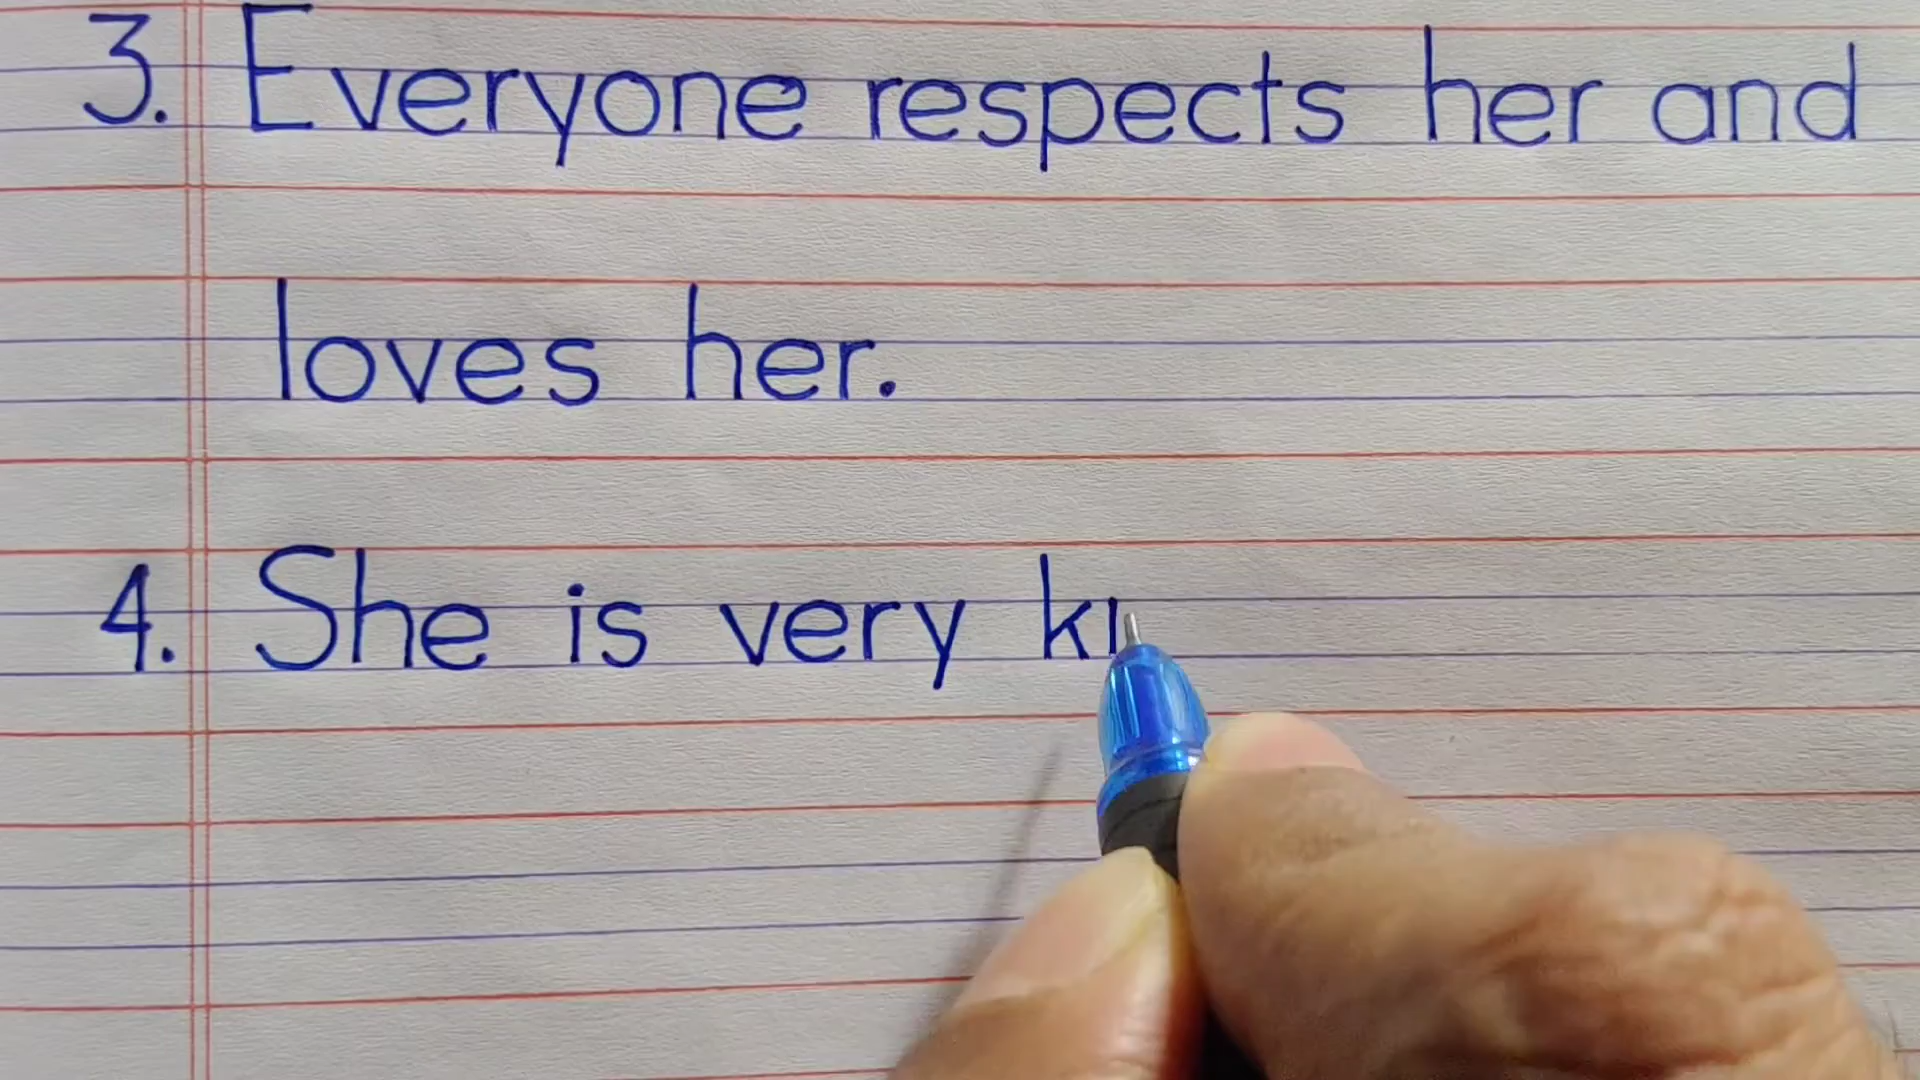 3. Everyone respects her and
loves her.
4. She is very